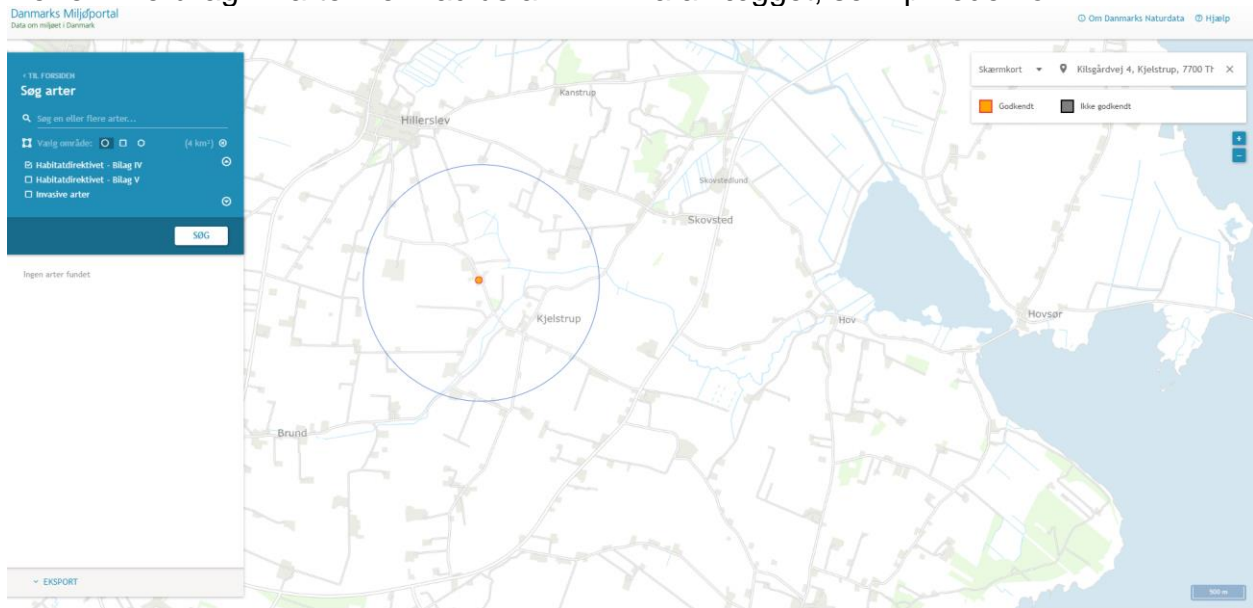 Danmarks Miljøportal
Data om miljøet i Danmark
Om Danmarks Naturdata Hjælp
‹ TIL FORSIDEN
Søg arter
Søg en eller flere arter...
Vælg område: (4 km²)
Habitatdirektivet - Bilag IV
Habitatdirektivet - Bilag V
Invasive arter
SØG
Ingen arter fundet
EKSPORT
Skærmkort
Kilsgårdvej 4, Kjelstrup, 7700 Th
Godkendt
Ikke godkendt
+
−
Kanstrup
Hillerslev
Skovstedlund
Skovsted
Kjelstrup
Hov
Hovsør
Brund
500 m